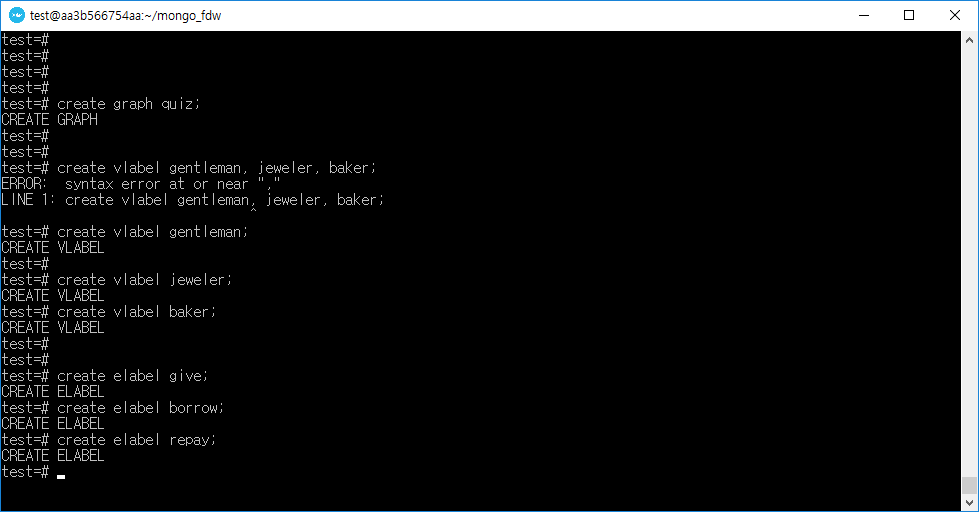 test@aa3b566754aa:~/mongo_fdw
test=#
test=#
test=#
test=#
test=# create graph quiz;
CREATE GRAPH
test=#
test=#
test=# create vlabel gentleman, jeweler, baker;
ERROR:  syntax error at or near ","
LINE 1: create vlabel gentleman, jeweler, baker;
                               ^
test=# create vlabel gentleman;
CREATE VLABEL
test=#
test=# create vlabel jeweler;
CREATE VLABEL
test=# create vlabel baker;
CREATE VLABEL
test=#
test=#
test=# create elabel give;
CREATE ELABEL
test=# create elabel borrow;
CREATE ELABEL
test=# create elabel repay;
CREATE ELABEL
test=#